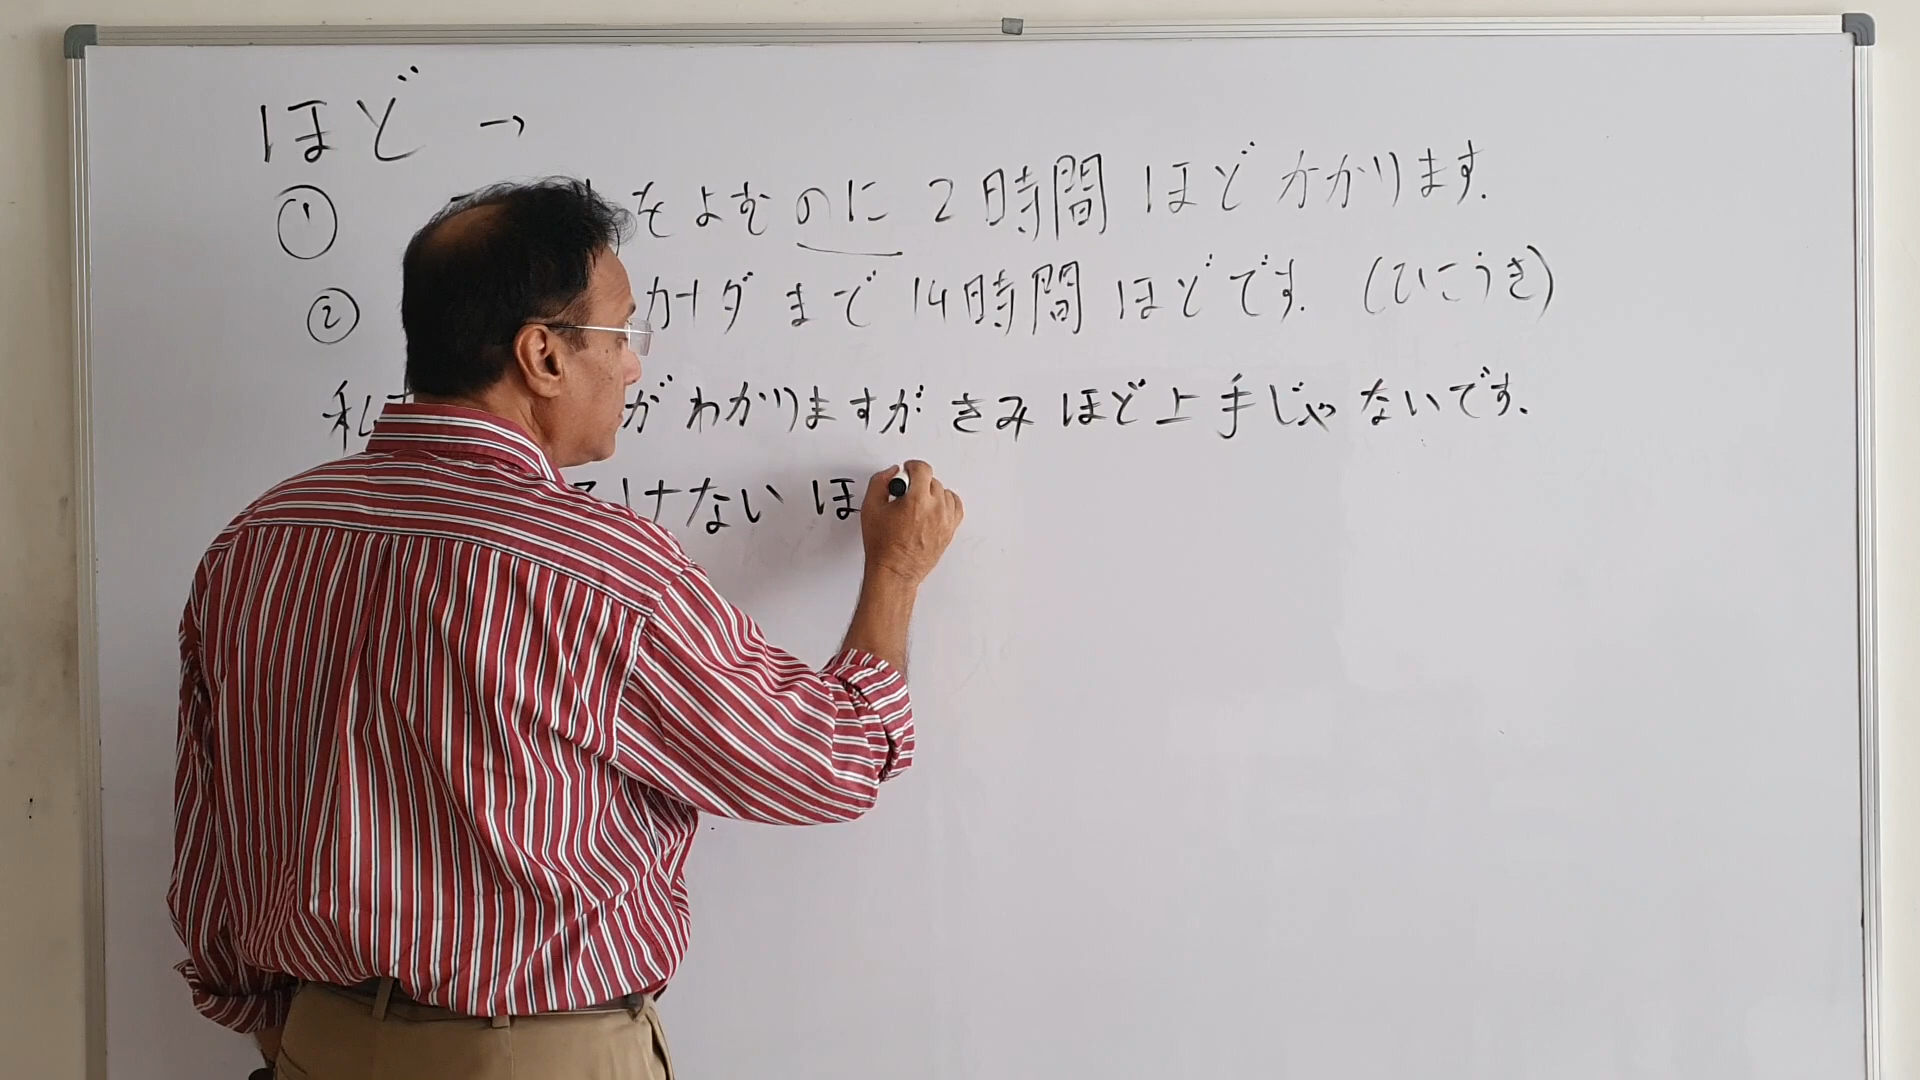 ほど →
① をよむのに 2時間ほどかかります.
② まで 14時間ほどです. (ひこうき)
私 がわかりますが きみほど上手じゃないです.
けない ほ